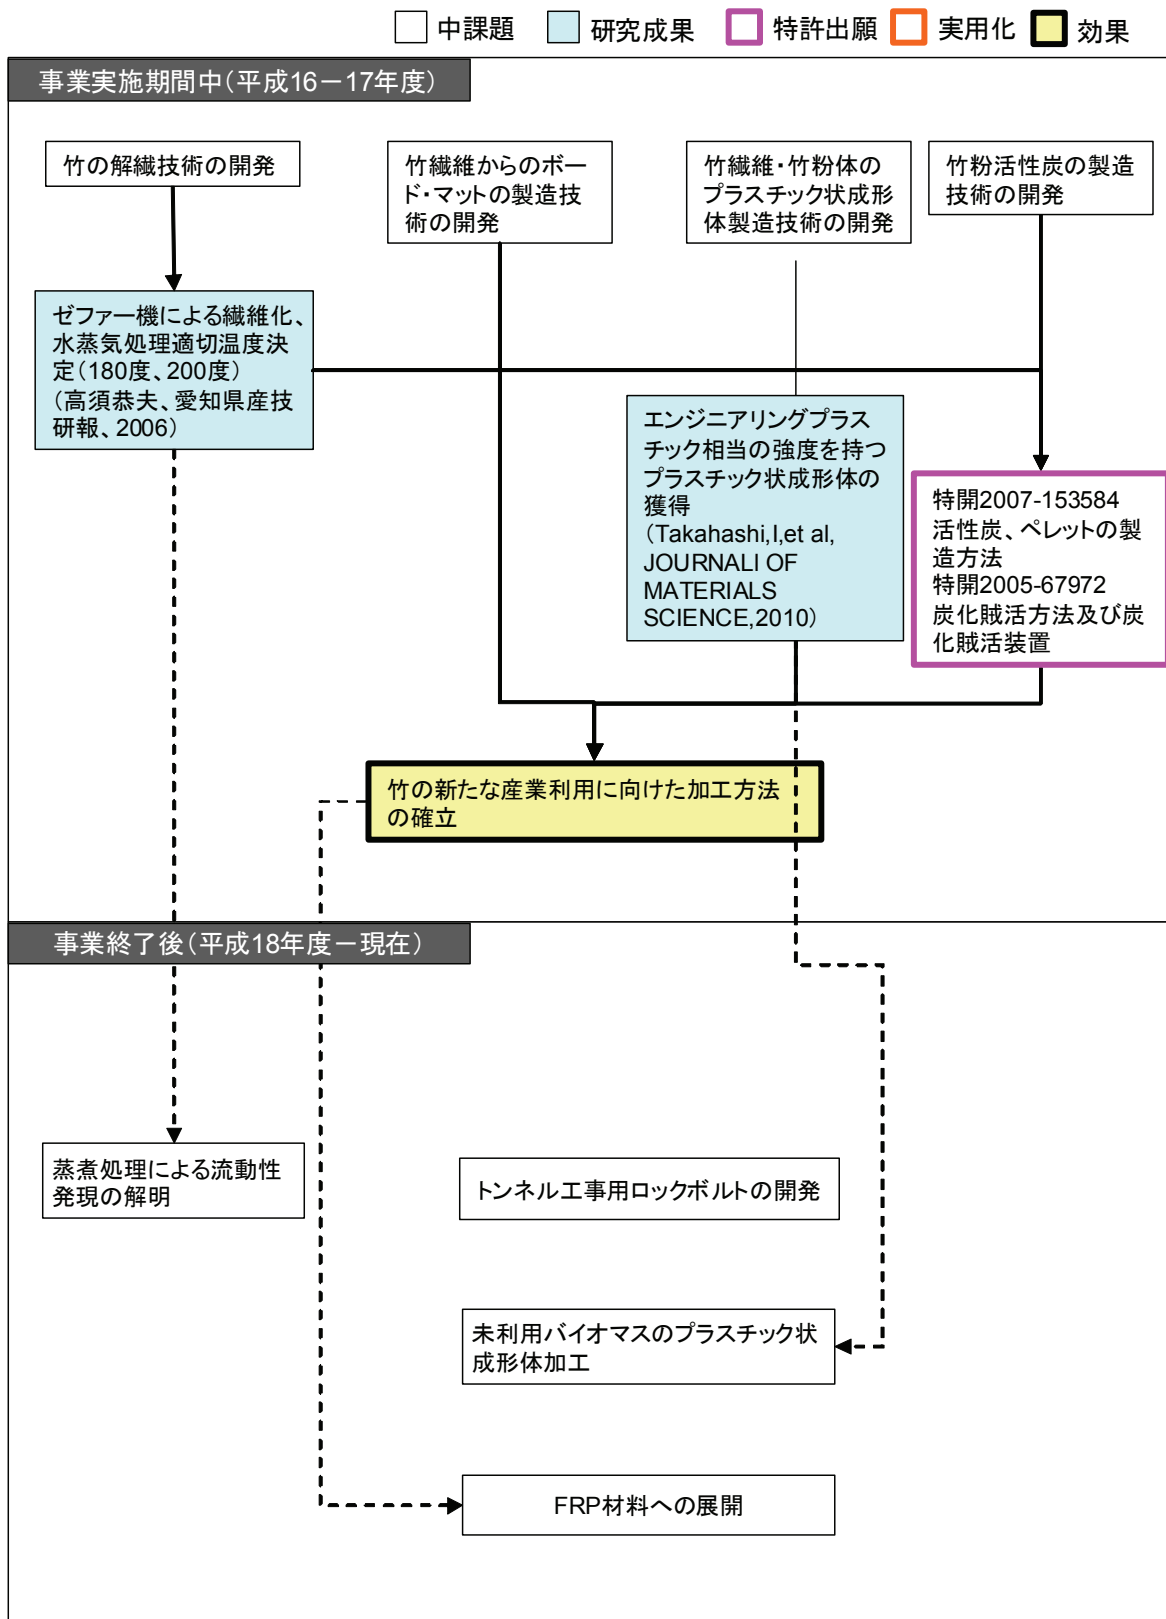 中課題 研究成果 特許出願 実用化 効果
事業実施期間中(平成16－17年度)
竹の解繊技術の開発
竹繊維からのボー
ド・マットの製造技
術の開発
竹繊維・竹粉体の
プラスチック状成形
体製造技術の開発
竹粉活性炭の製造
技術の開発
ゼファー機による繊維化、
水蒸気処理適切温度決
定(180度、200度)
(高須恭夫、愛知県産技
研報、2006)
エンジニアリングプラス
チック相当の強度を持つ
プラスチック状成形体の
獲得
(Takahashi,I,et al,
JOURNALI OF
MATERIALS
SCIENCE,2010)
特開2007-153584
活性炭、ペレットの製
造方法
特開2005-67972
炭化賦活方法及び炭
化賦活装置
竹の新たな産業利用に向けた加工方法
の確立
事業終了後(平成18年度－現在)
蒸煮処理による流動性
発現の解明
トンネル工事用ロックボルトの開発
未利用バイオマスのプラスチック状
成形体加工
FRP材料への展開